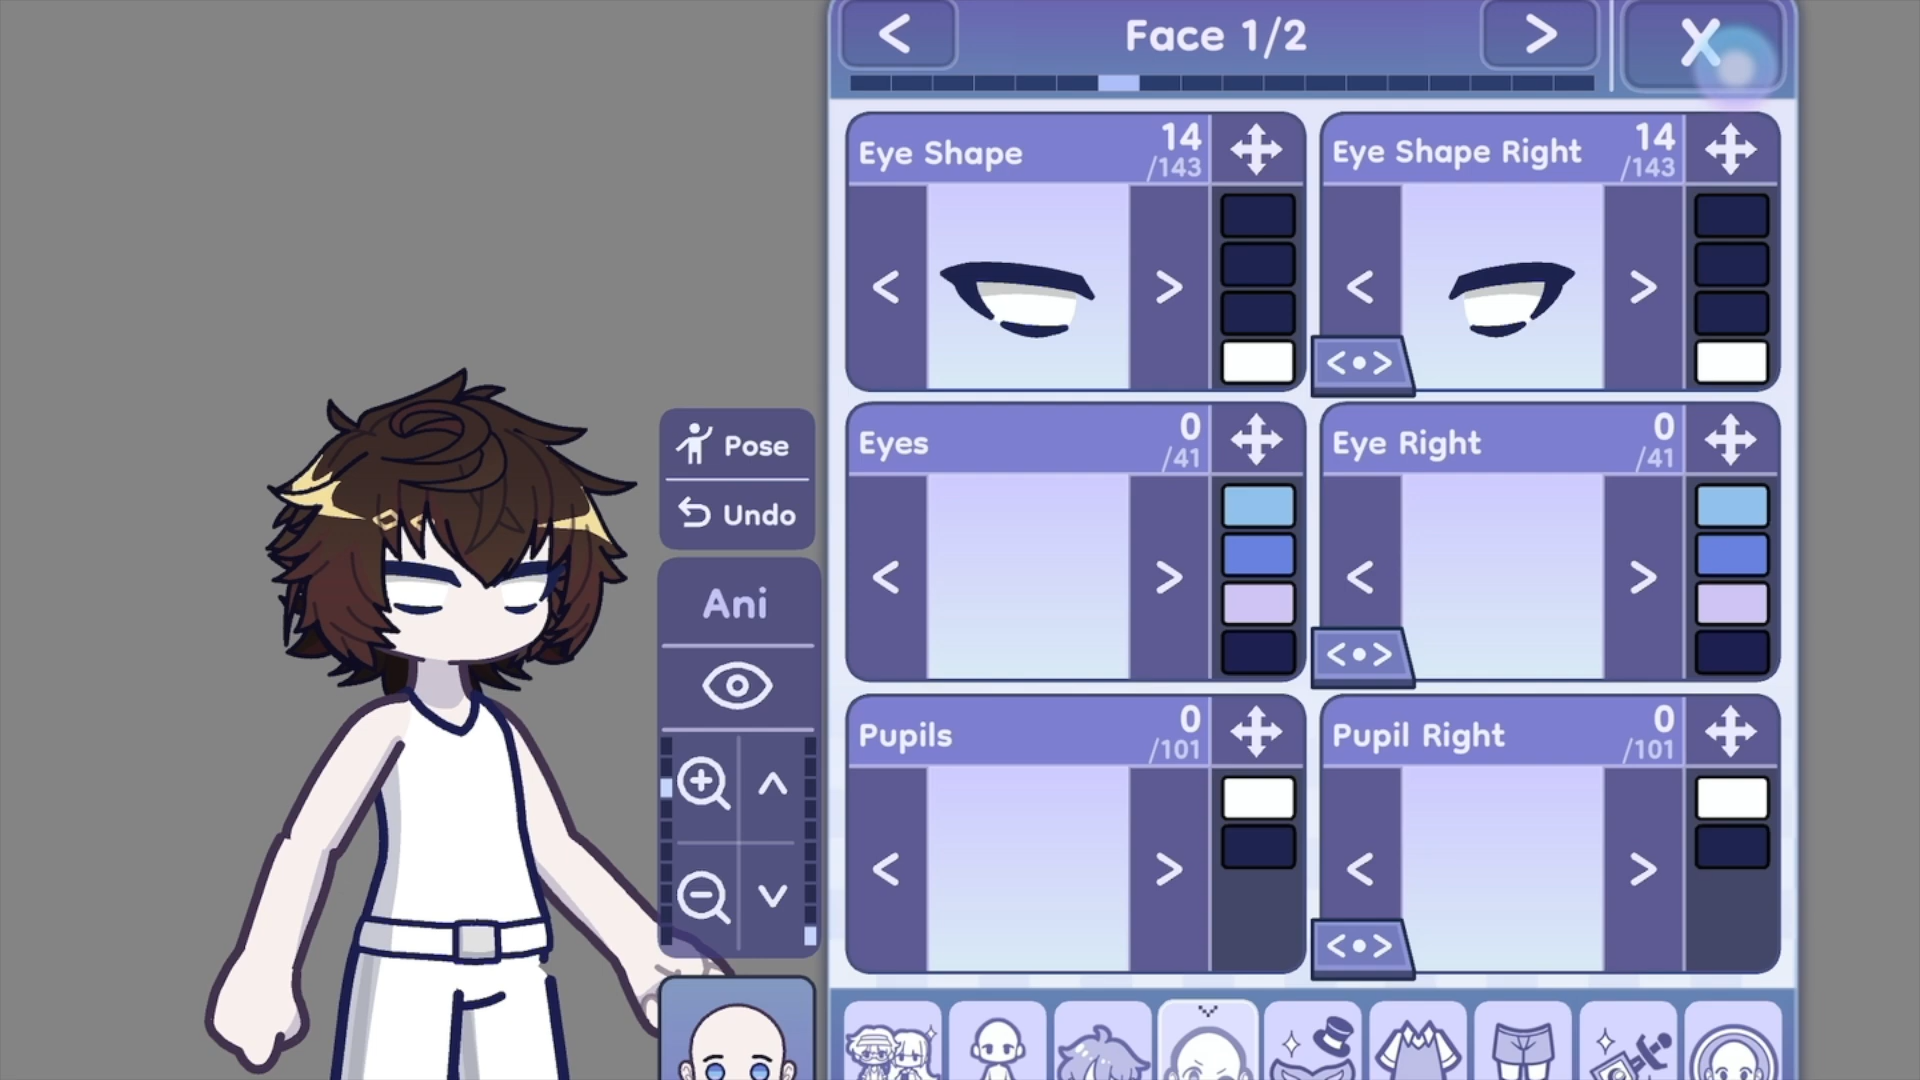 < Face 1/2 > X
Eye Shape 14 /143
Eye Shape Right 14 /143
Pose
Undo
Eyes 0 /41
Eye Right 0 /41
Ani
Pupils 0 /101
Pupil Right 0 /101